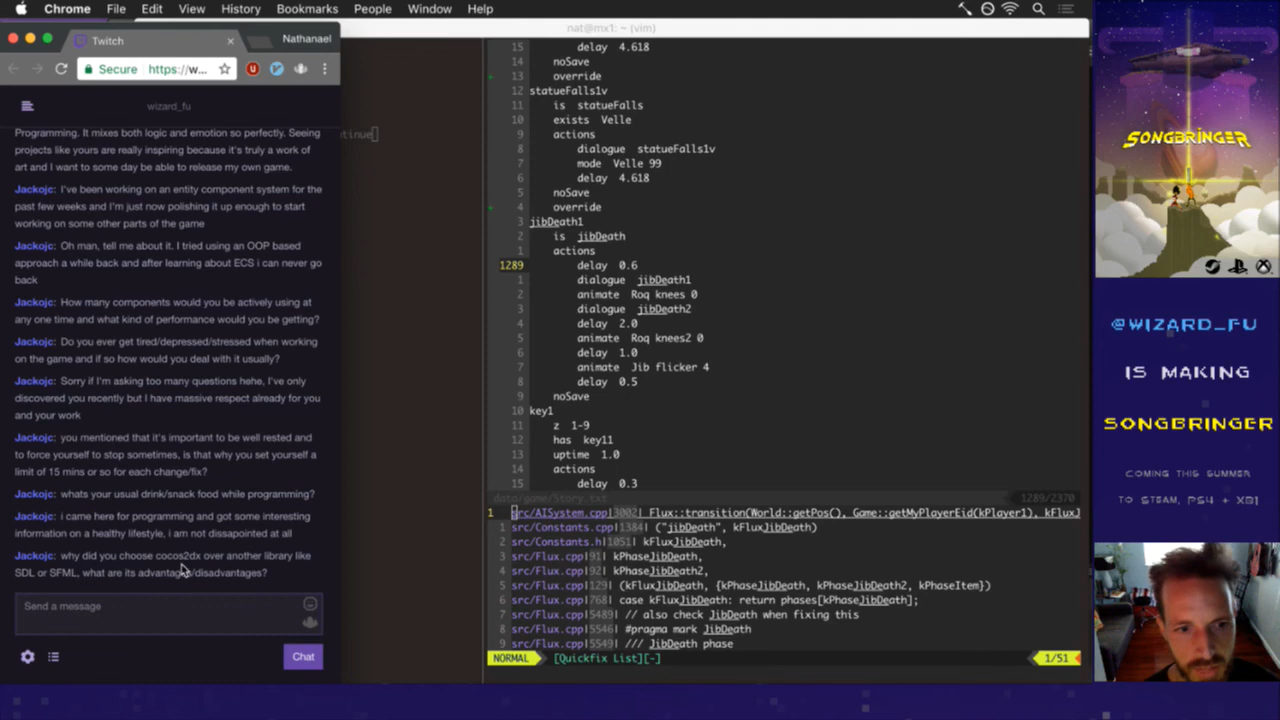 Chrome File Edit View History Bookmarks People Window Help
nat@mx1: ~ (vim)
Twitch
Nathanael
Secure https://w...
wizard_fu
Programming. It mixes both logic and emotion so perfectly. Seeing
projects like yours are really inspiring because it's truly a work of
art and I want to some day be able to release my own game.
Jackojc: I've been working on an entity component system for the
past few weeks and I'm just now polishing it up enough to start
working on some other parts of the game
Jackojc: Oh man, tell me about it. I tried using an OOP based
approach a while back and after learning about ECS i can never go
back
Jackojc: How many components would you be actively using at
any one time and what kind of performance would you be getting?
Jackojc: Do you ever get tired/depressed/stressed when working
on the game and if so how would you deal with it usually?
Jackojc: Sorry if I'm asking too many questions hehe, I've only
discovered you recently but I have massive respect already for you
and your work
Jackojc: you mentioned that it's important to be well rested and
to force yourself to stop sometimes, is that why you set yourself a
limit of 15 mins or so for each change/fix?
Jackojc: whats your usual drink/snack food while programming?
Jackojc: i came here for programming and got some interesting
information on a healthy lifestyle, i am not dissapointed at all
Jackojc: why did you choose cocos2dx over another library like
SDL or SFML, what are its advantages/disadvantages?
Send a message
Chat
ntinue
15 delay 4.618
14 noSave
13 override
12 statueFalls1v
11 is statueFalls
10 exists Velle
9 actions
8 dialogue statueFalls1v
7 mode Velle 99
6 delay 4.618
5 noSave
4 override
3 jibDeath1
2 is jibDeath
1 actions
1289 delay 0.6
1 dialogue jibDeath1
2 animate Roq knees 0
3 dialogue jibDeath2
4 delay 2.0
5 animate Roq knees2 0
6 delay 1.0
7 animate Jib flicker 4
8 delay 0.5
9 noSave
10 key1
11 z 1-9
12 has key11
13 uptime 1.0
14 actions
15 delay 0.3
data/game/Story.txt 1289/2370
1 src/AISystem.cpp|3002| Flux::transition(World::getPos(), Game::getMyPlayerEid(kPlayer1), kFluxJ
1 src/Constants.cpp|1384| ("jibDeath", kFluxJibDeath)
2 src/Constants.h|1051| kFluxJibDeath,
3 src/Flux.cpp|91| kPhaseJibDeath,
4 src/Flux.cpp|92| kPhaseJibDeath2,
5 src/Flux.cpp|129| (kFluxJibDeath, {kPhaseJibDeath, kPhaseJibDeath2, kPhaseItem})
6 src/Flux.cpp|768| case kFluxJibDeath: return phases[kPhaseJibDeath];
7 src/Flux.cpp|5489| // also check JibDeath when fixing this
8 src/Flux.cpp|5546| #pragma mark JibDeath
9 src/Flux.cpp|5549| /// JibDeath phase
NORMAL [Quickfix List][-] 1/51
SONGBRINGER
@WIZARD_FU
IS MAKING
SONGBRINGER
COMING THIS SUMMER
TO STEAM, PS4 + XB1